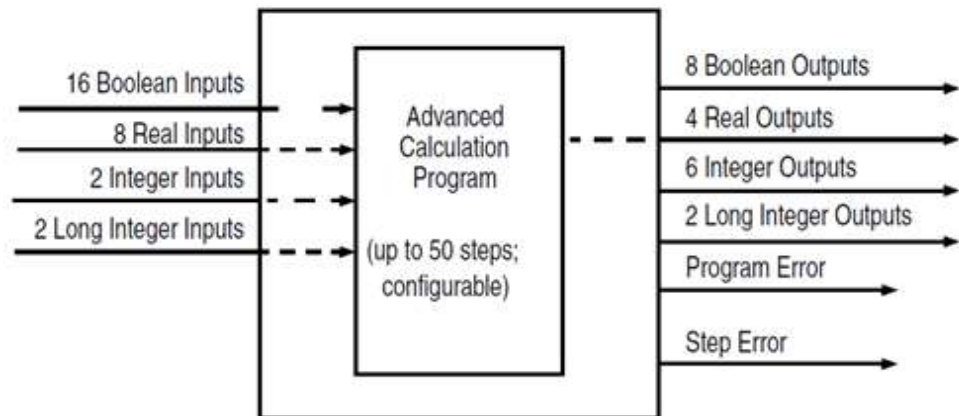 16 Boolean Inputs
8 Real Inputs
2 Integer Inputs
2 Long Integer Inputs
Advanced
Calculation
Program
(up to 50 steps;
configurable)
8 Boolean Outputs
4 Real Outputs
6 Integer Outputs
2 Long Integer Outputs
Program Error
Step Error